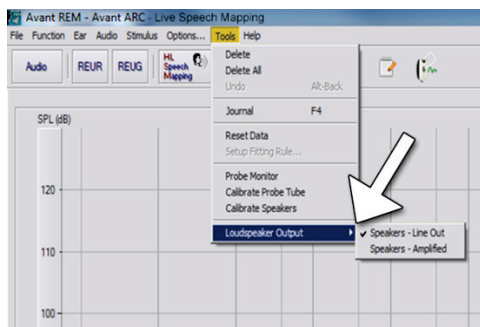 Avant REM - Avant ARC - Live Speech Mapping
File Function Ear Audio Stimulus Options... Tools Help
Audio REUR REUG HL Speech Mapping
Delete
Delete All
Undo Alt-Back
Journal F4
Reset Data
Setup Fitting Rule...
Probe Monitor
Calibrate Probe Tube
Calibrate Speakers
Loudspeaker Output
Speakers - Line Out
Speakers - Amplified
SPL (dB)
120
110
100